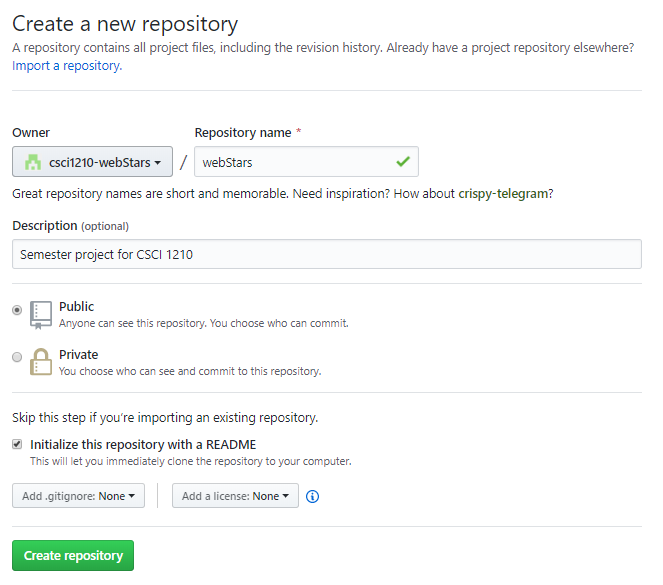 Create a new repository
A repository contains all project files, including the revision history. Already have a project repository elsewhere?
Import a repository.
Owner
Repository name *
csci1210-webStars
/
webStars
Great repository names are short and memorable. Need inspiration? How about crispy-telegram?
Description (optional)
Semester project for CSCI 1210
Public
Anyone can see this repository. You choose who can commit.
Private
You choose who can see and commit to this repository.
Skip this step if you're importing an existing repository.
Initialize this repository with a README
This will let you immediately clone the repository to your computer.
Add .gitignore: None
Add a license: None
Create repository